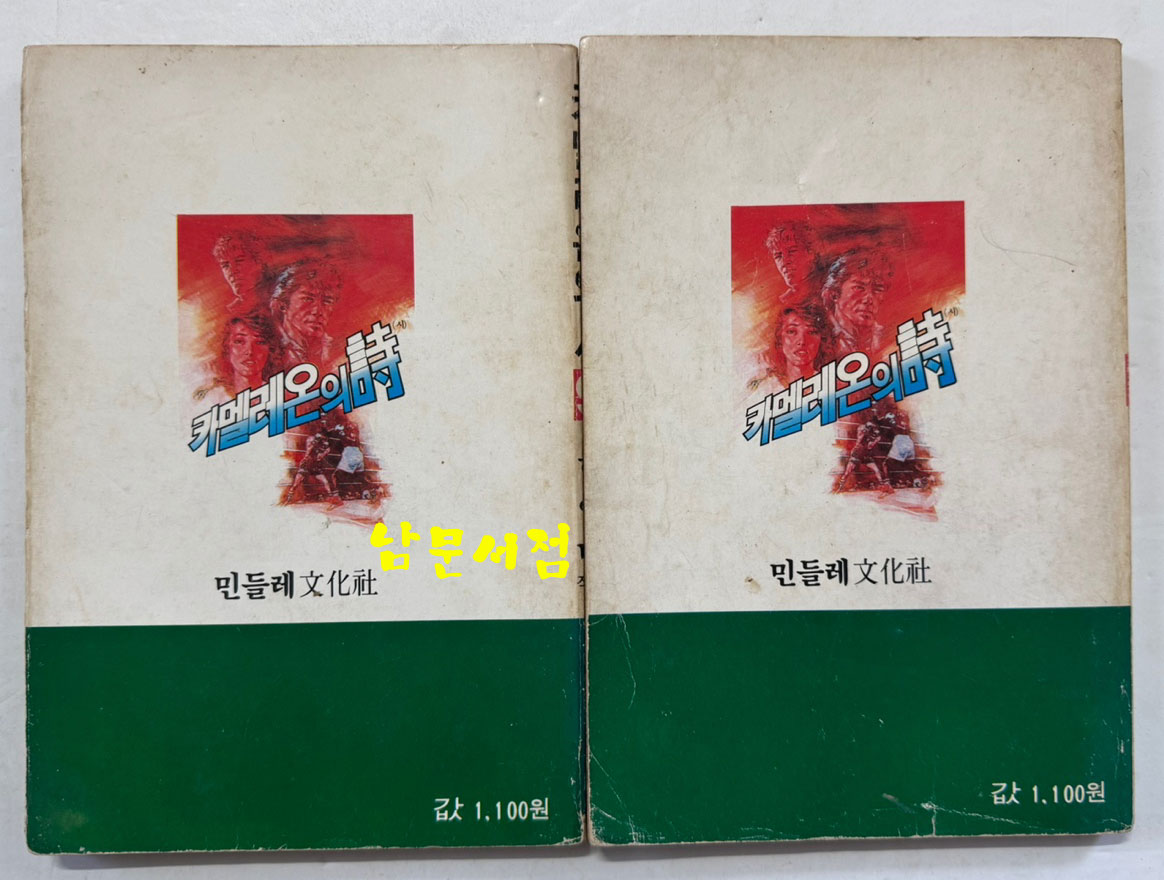 카멜레온의詩
(시)
민들레 文化社
값 1,100원
남문서점
카멜레온의詩
(시)
민들레 文化社
값 1,100원